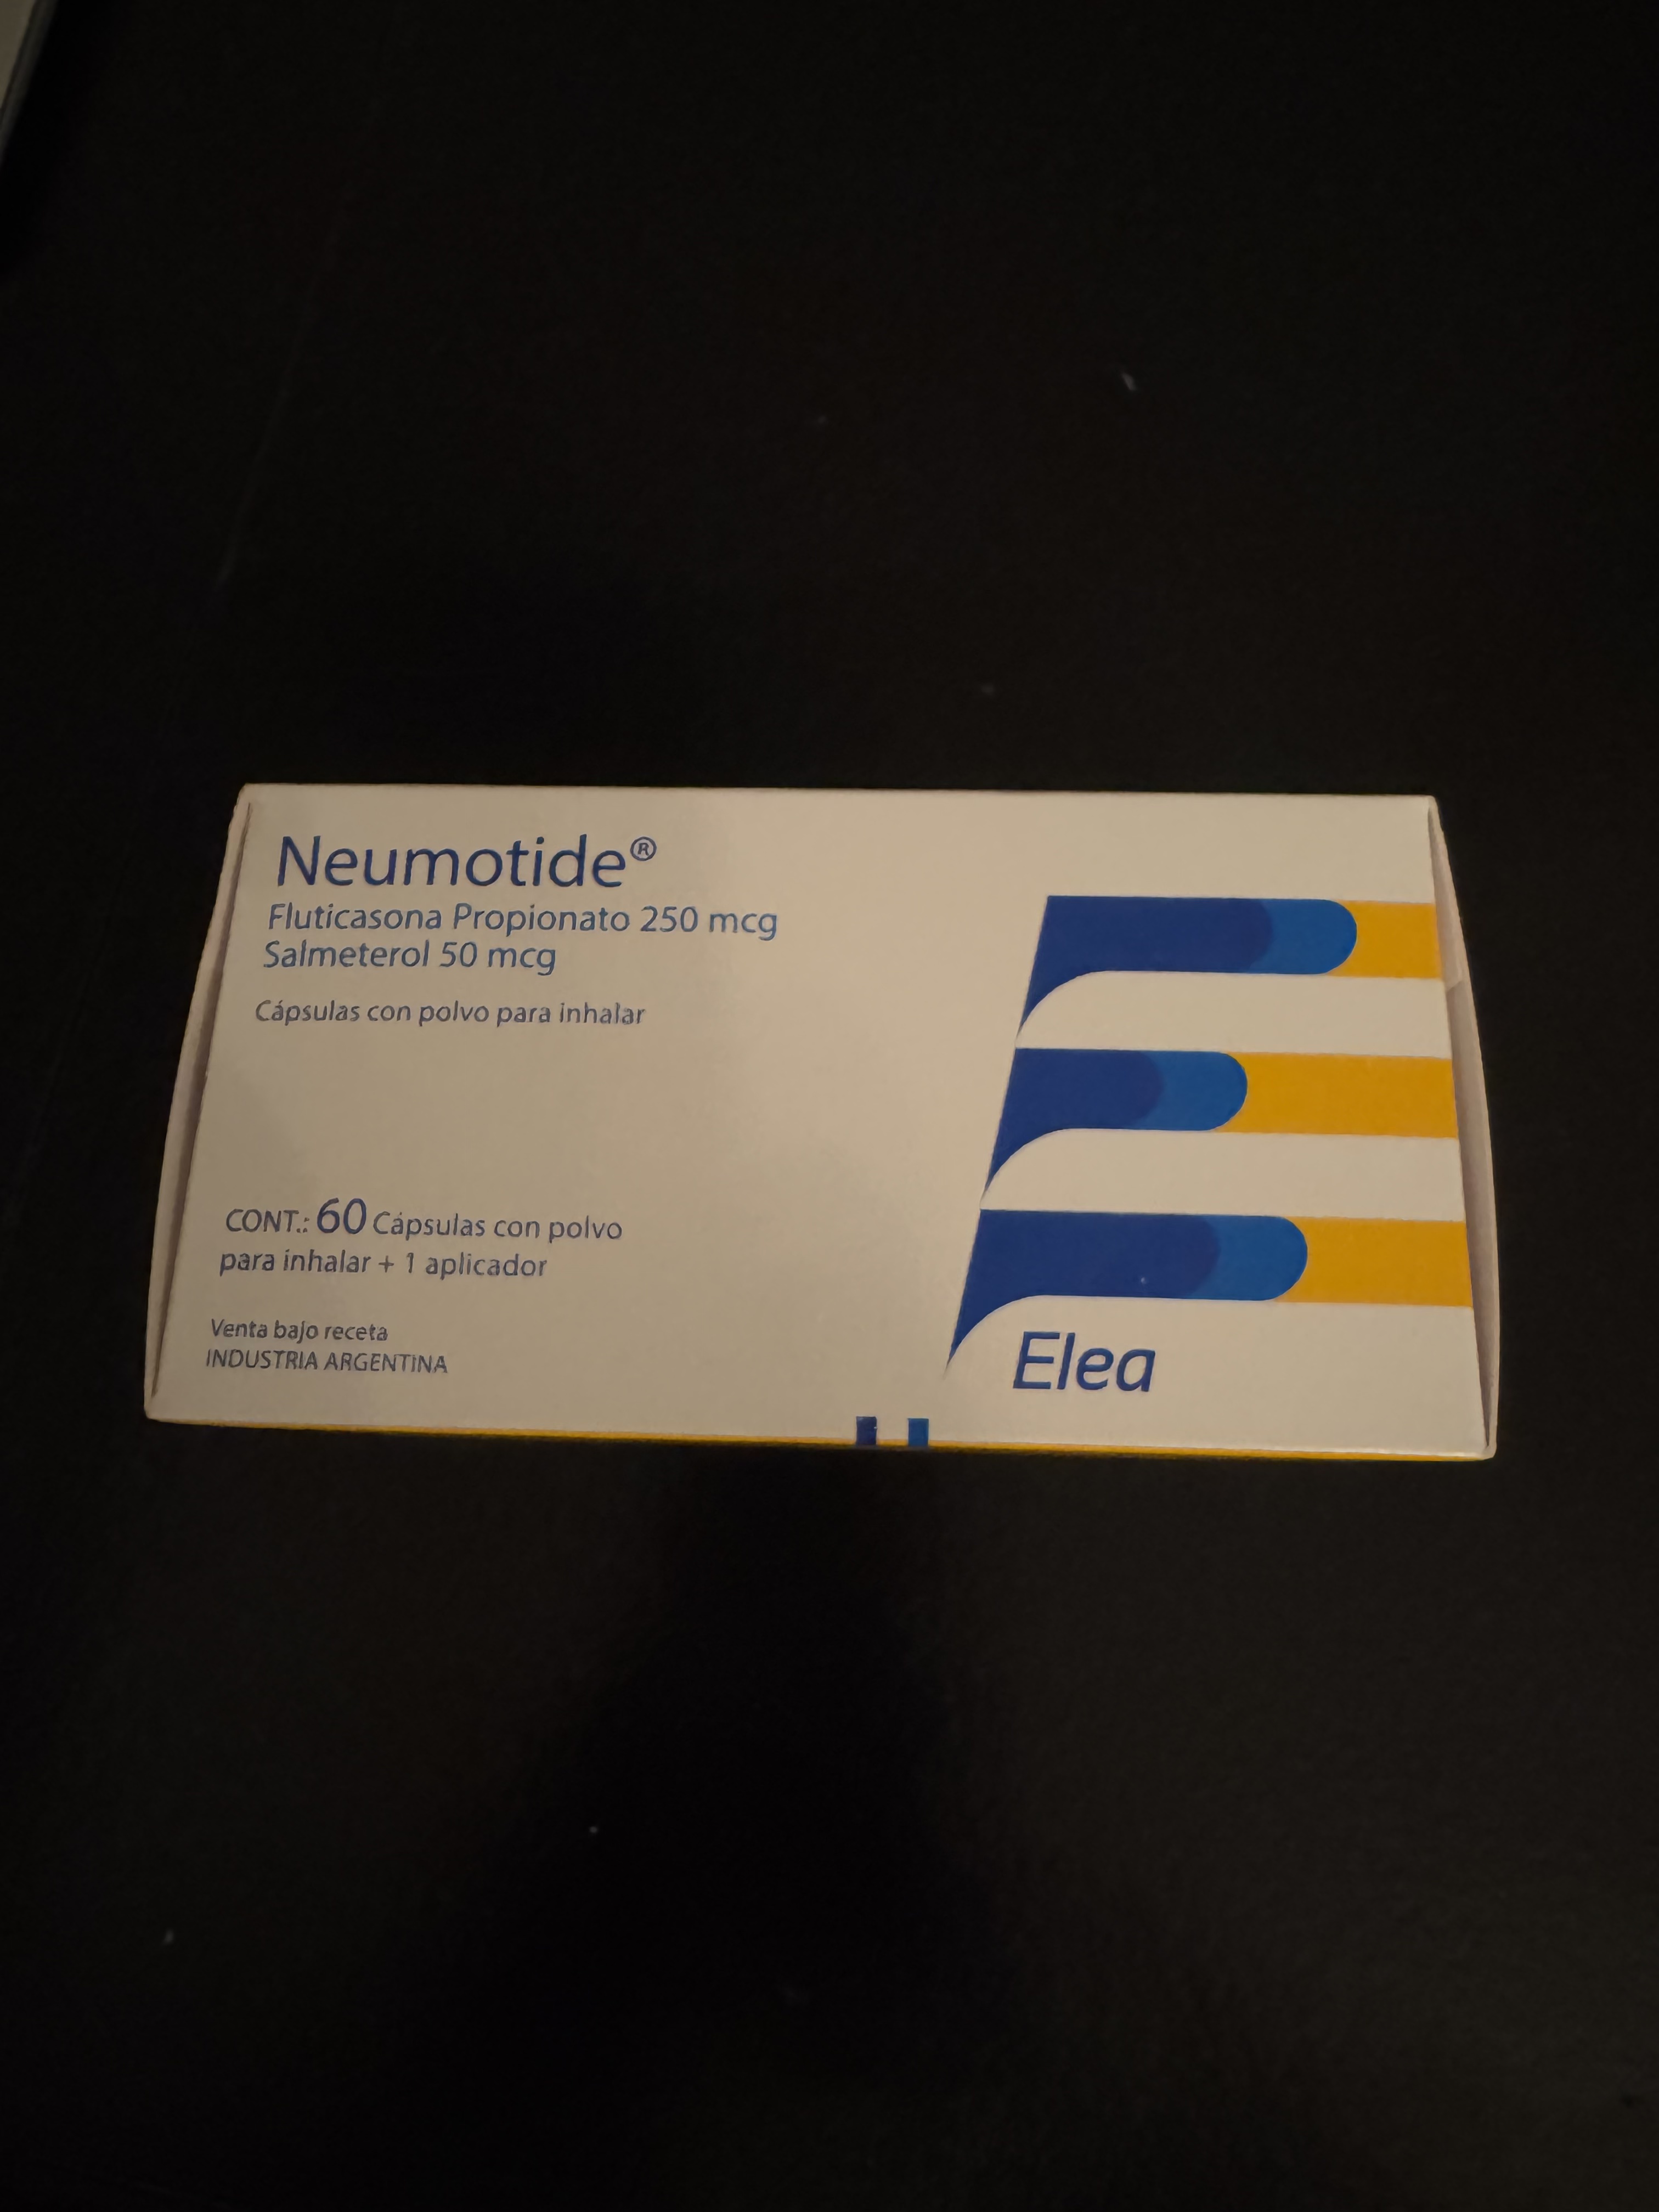 Neumotide®
Fluticasona Propionato 250 mcg
Salmeterol 50 mcg
Cápsulas con polvo para inhalar
CONT.: 60 Cápsulas con polvo
para inhalar + 1 aplicador
Venta bajo receta
INDUSTRIA ARGENTINA
Elea